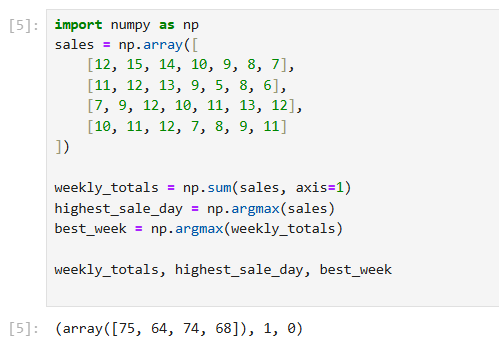 [5]: import numpy as np
sales = np.array([
    [12, 15, 14, 10, 9, 8, 7],
    [11, 12, 13, 9, 5, 8, 6],
    [7, 9, 12, 10, 11, 13, 12],
    [10, 11, 12, 7, 8, 9, 11]
])
weekly_totals = np.sum(sales, axis=1)
highest_sale_day = np.argmax(sales)
best_week = np.argmax(weekly_totals)
weekly_totals, highest_sale_day, best_week
[5]: (array([75, 64, 74, 68]), 1, 0)